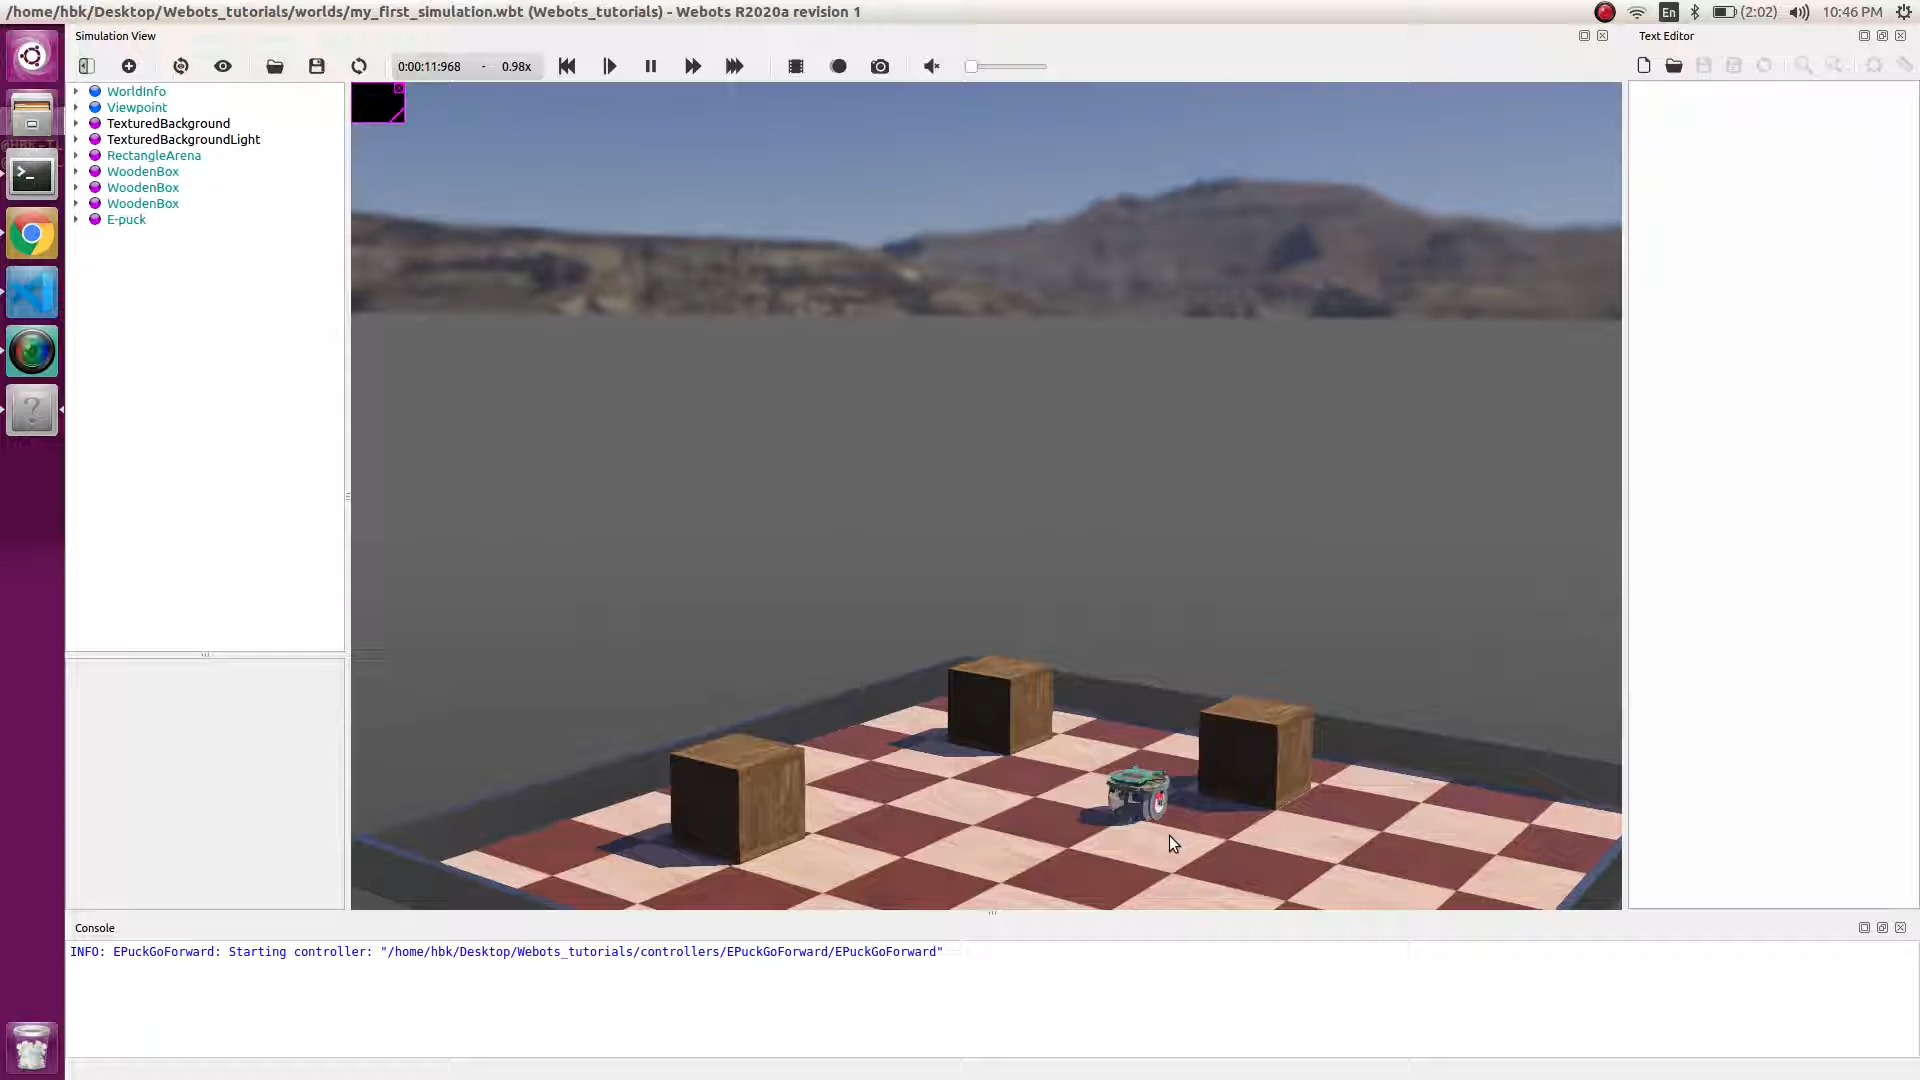 /home/hbk/Desktop/Webots_tutorials/worlds/my_first_simulation.wbt (Webots_tutorials) - Webots R2020a revision 1
En
(2:02)
10:46 PM
Simulation View
Text Editor
0:00:11:968 - 0.98x
WorldInfo
Viewpoint
TexturedBackground
TexturedBackgroundLight
RectangleArena
WoodenBox
WoodenBox
WoodenBox
E-puck
Console
INFO: EPuckGoForward: Starting controller: "/home/hbk/Desktop/Webots_tutorials/controllers/EPuckGoForward/EPuckGoForward"